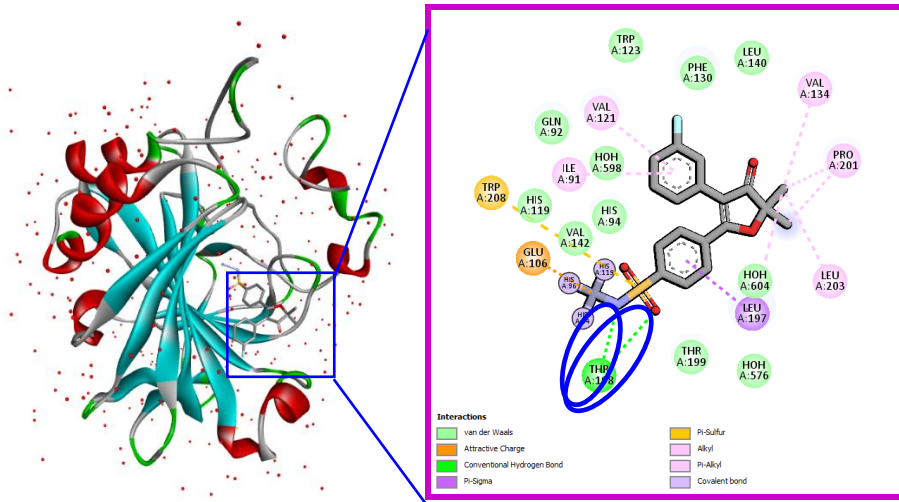 TRP
A:123
PHE
A:130
LEU
A:140
VAL
A:134
VAL
A:121
GLN
A:92
HOH
A:598
ILE
A:91
PRO
A:201
TRP
A:208
HIS
A:119
HIS
A:94
VAL
A:142
GLU
A:106
HIS
A:119
HIS
A:96
HIS
HOH
A:604
LEU
A:203
LEU
A:197
THR
A:199
HOH
A:576
THR
Interactions
van der Waals
Attractive Charge
Conventional Hydrogen Bond
Pi-Sigma
Pi-Sulfur
Alkyl
Pi-Alkyl
Covalent bond